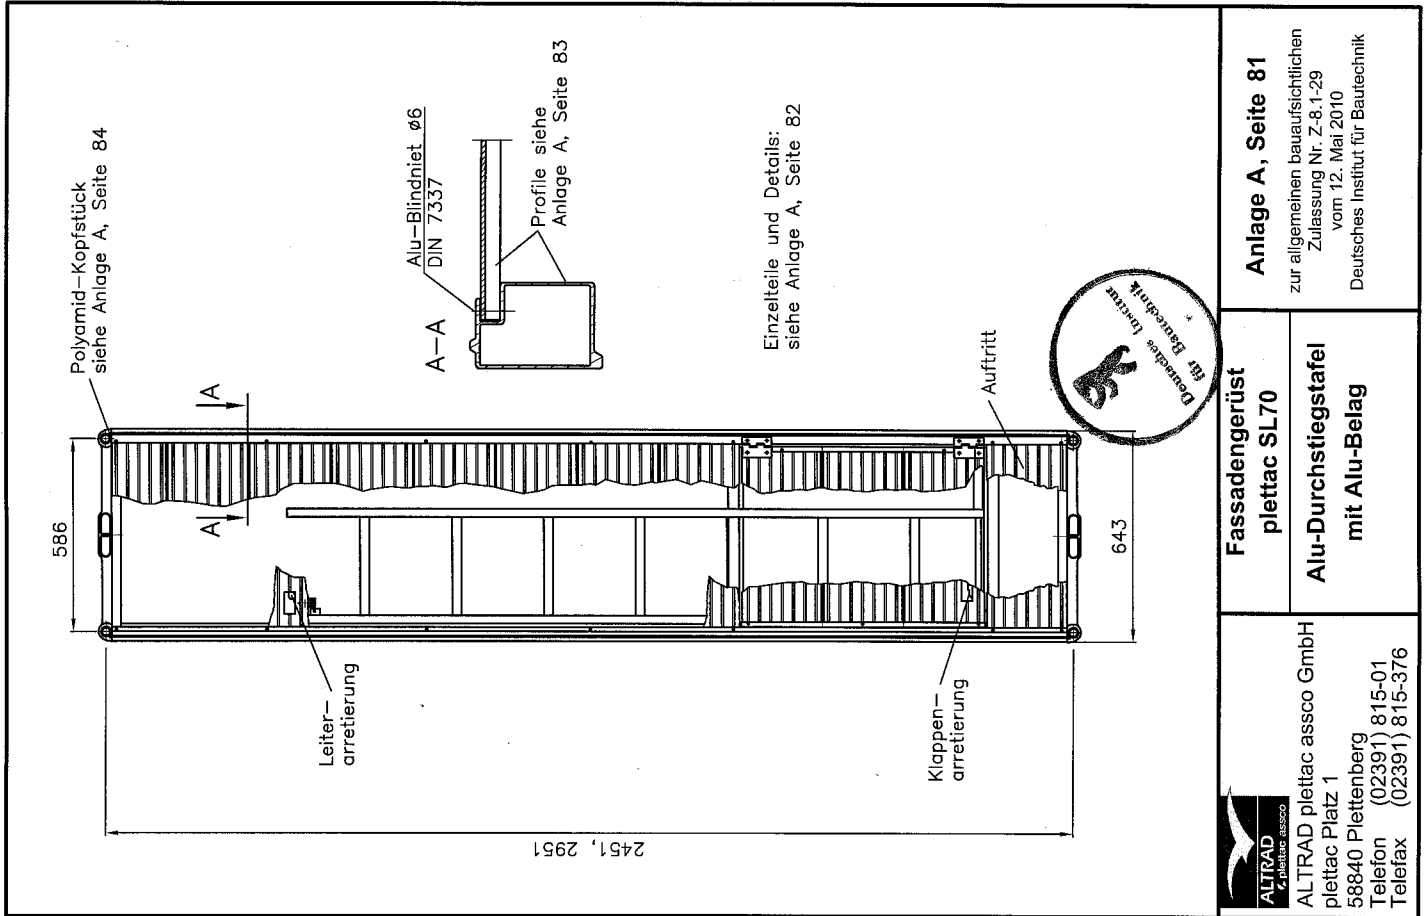 Polyamid-Kopfstück
siehe Anlage A, Seite 84
586
A
A
A-A
Alu-Blindniet ø6
DIN 7337
Profile siehe
Anlage A, Seite 83
Einzelteile und Details:
siehe Anlage A, Seite 82
Auftritt
643
Leiter-
arretierung
Klappen-
arretierung
2451, 2951
Deutsches Institut
für Bautechnik
ALTRAD
plettac assco
ALTRAD plettac assco GmbH
plettac Platz 1
58840 Plettenberg
Telefon (02391) 815-01
Telefax (02391) 815-376
Fassadengerüst
plettac SL70
Alu-Durchstiegstafel
mit Alu-Belag
Anlage A, Seite 81
zur allgemeinen bauaufsichtlichen
Zulassung Nr. Z-8.1-29
vom 12. Mai 2010
Deutsches Institut für Bautechnik